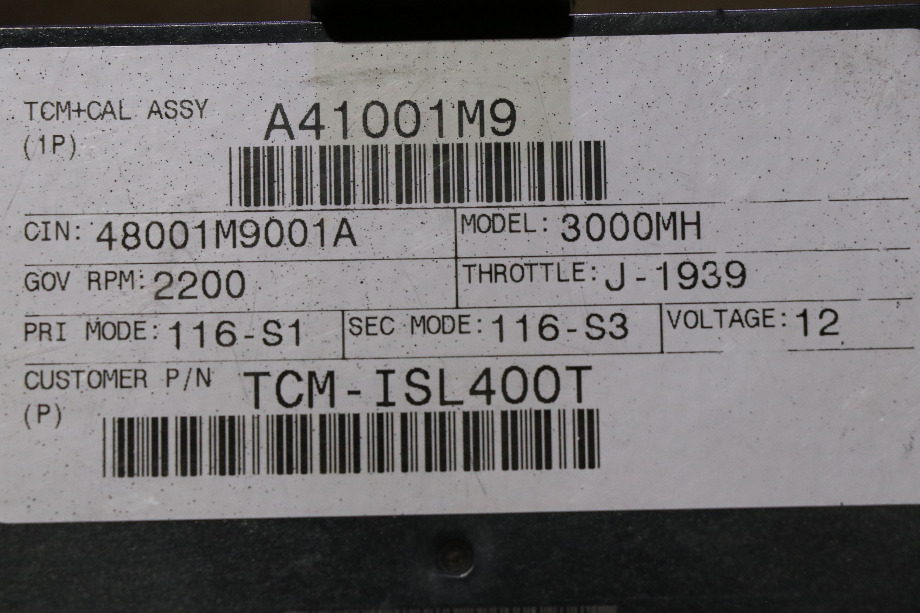 TCM+CAL ASSY A41001M9
(1P)
CIN: 48001M9001A MODEL: 3000MH
GOV RPM: 2200 THROTTLE: J-1939
PRI MODE: 116-S1 SEC MODE: 116-S3 VOLTAGE: 12
CUSTOMER P/N TCM-ISL400T
(P)